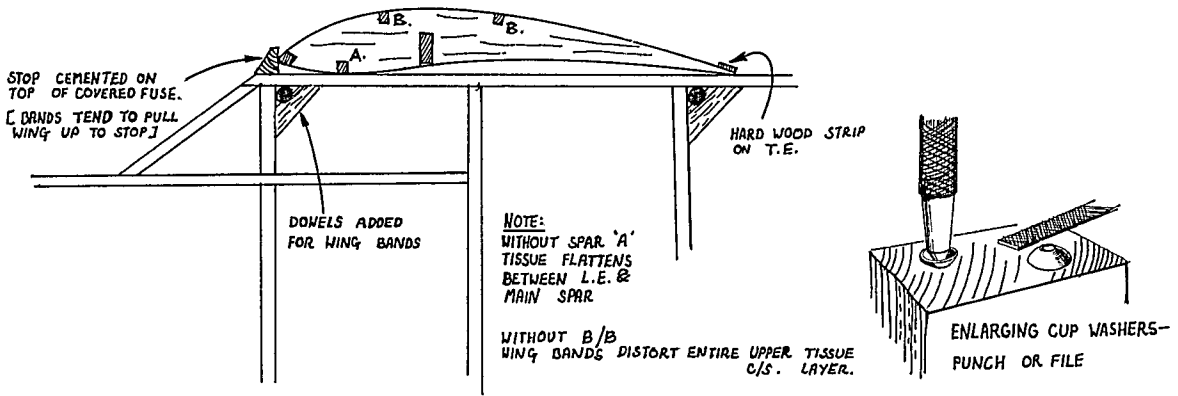 B.
B.
A.
STOP CEMENTED ON
TOP OF COVERED FUSE.
[BANDS TEND TO PULL
WING UP TO STOP]
HARD WOOD STRIP
ON T.E.
DOWELS ADDED
FOR WING BANDS
NOTE:
WITHOUT SPAR 'A'
TISSUE FLATTENS
BETWEEN L.E. &
MAIN SPAR
WITHOUT B/B
WING BANDS DISTORT ENTIRE UPPER TISSUE
C/S. LAYER.
ENLARGING CUP WASHERS—
PUNCH OR FILE